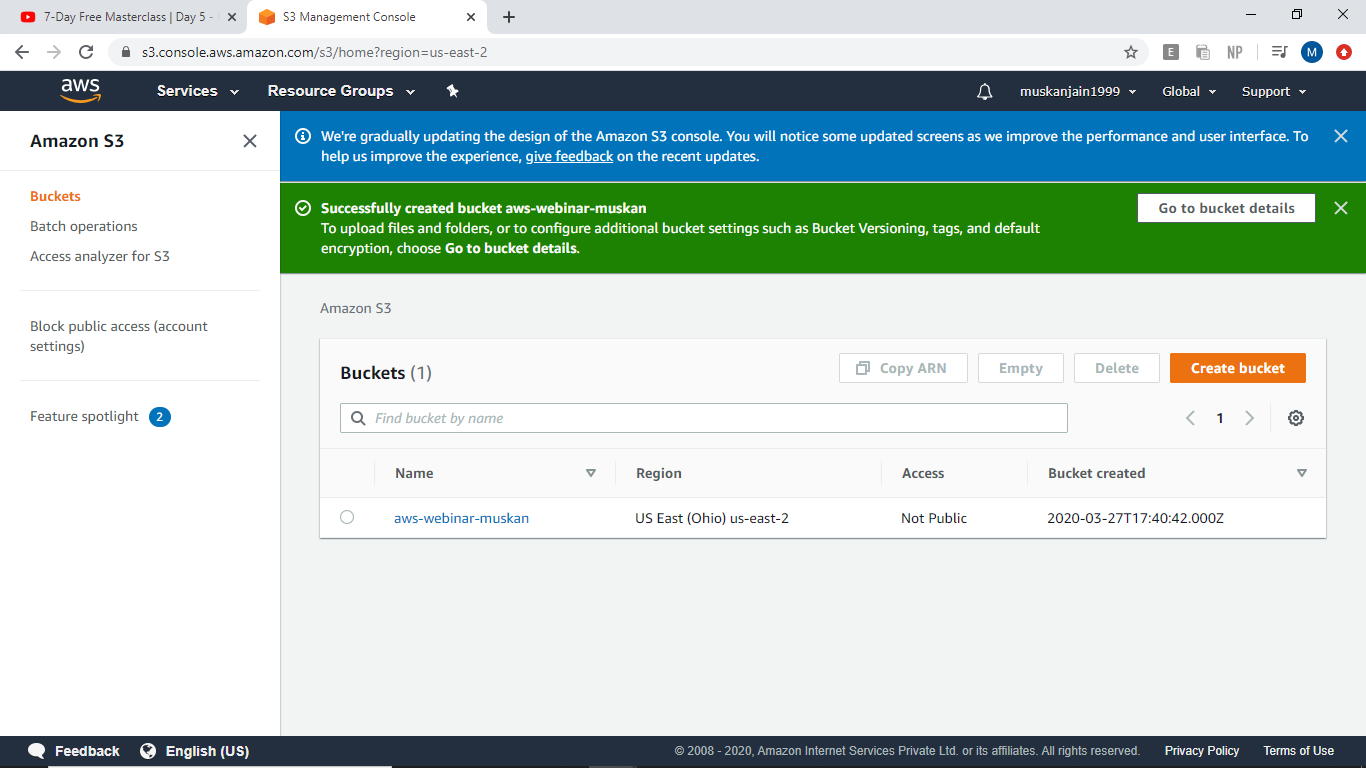 7-Day Free Masterclass | Day 5 -
S3 Management Console
s3.console.aws.amazon.com/s3/home?region=us-east-2
E
NP
M
aws
Services
Resource Groups
muskanjain1999
Global
Support
Amazon S3
Buckets
Batch operations
Access analyzer for S3
Block public access (account
settings)
Feature spotlight 2
We're gradually updating the design of the Amazon S3 console. You will notice some updated screens as we improve the performance and user interface. To
help us improve the experience, give feedback on the recent updates.
Successfully created bucket aws-webinar-muskan
To upload files and folders, or to configure additional bucket settings such as Bucket Versioning, tags, and default
encryption, choose Go to bucket details.
Go to bucket details
Amazon S3
Buckets (1)
Copy ARN
Empty
Delete
Create bucket
Find bucket by name
1
Name Region Access Bucket created
aws-webinar-muskan US East (Ohio) us-east-2 Not Public 2020-03-27T17:40:42.000Z
Feedback
English (US)
© 2008 - 2020, Amazon Internet Services Private Ltd. or its affiliates. All rights reserved.
Privacy Policy
Terms of Use